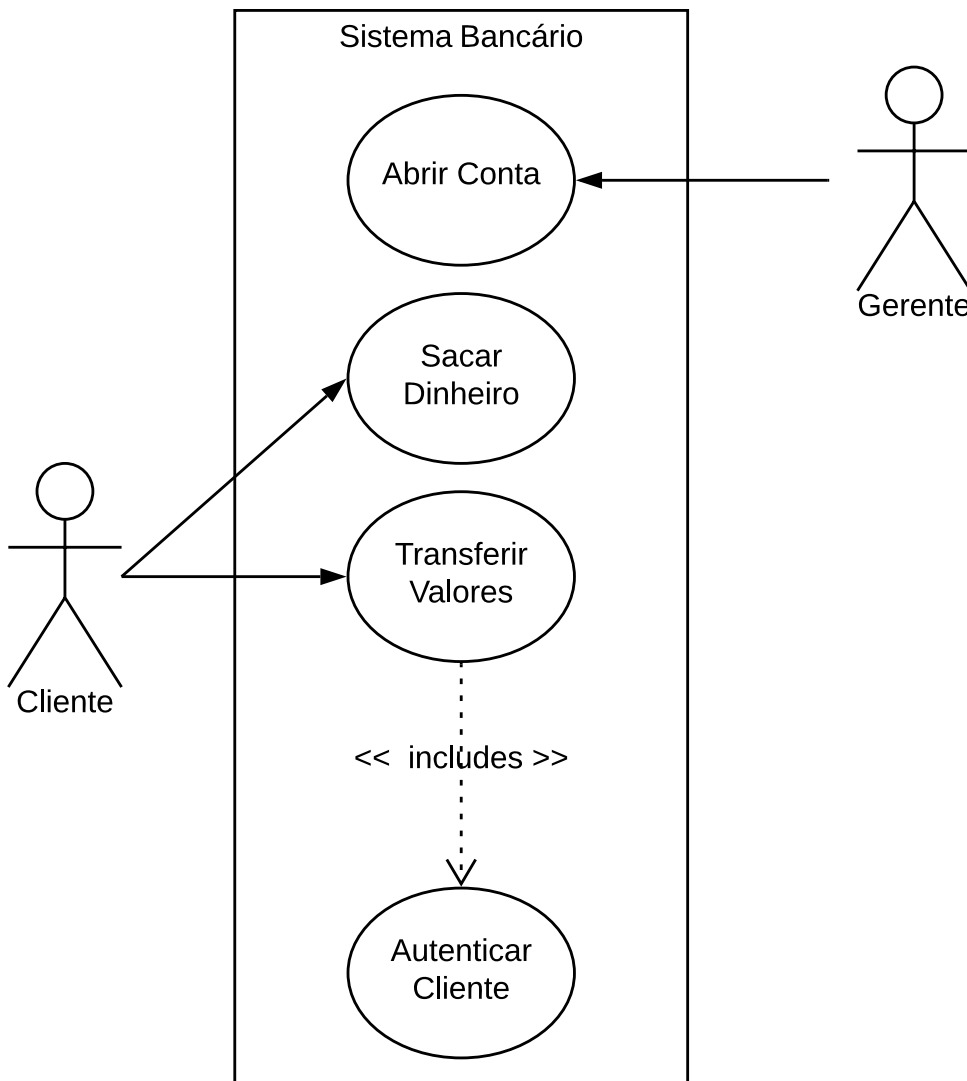 Sistema Bancário
Abrir Conta
Gerente
Sacar
Dinheiro
Transferir
Valores
Cliente
<< includes >>
Autenticar
Cliente